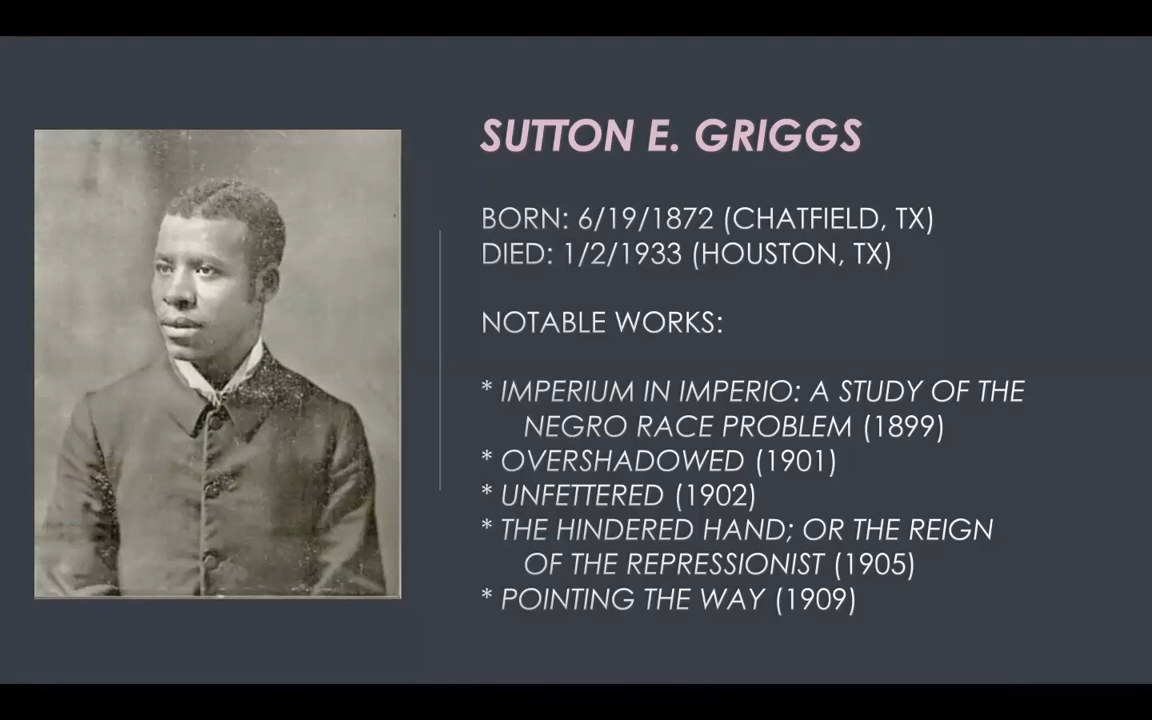 SUTTON E. GRIGGS
BORN: 6/19/1872 (CHATFIELD, TX)
DIED: 1/2/1933 (HOUSTON, TX)
NOTABLE WORKS:
* IMPERIUM IN IMPERIO: A STUDY OF THE
NEGRO RACE PROBLEM (1899)
* OVERSHADOWED (1901)
* UNFETTERED (1902)
* THE HINDERED HAND; OR THE REIGN
OF THE REPRESSIONIST (1905)
* POINTING THE WAY (1909)